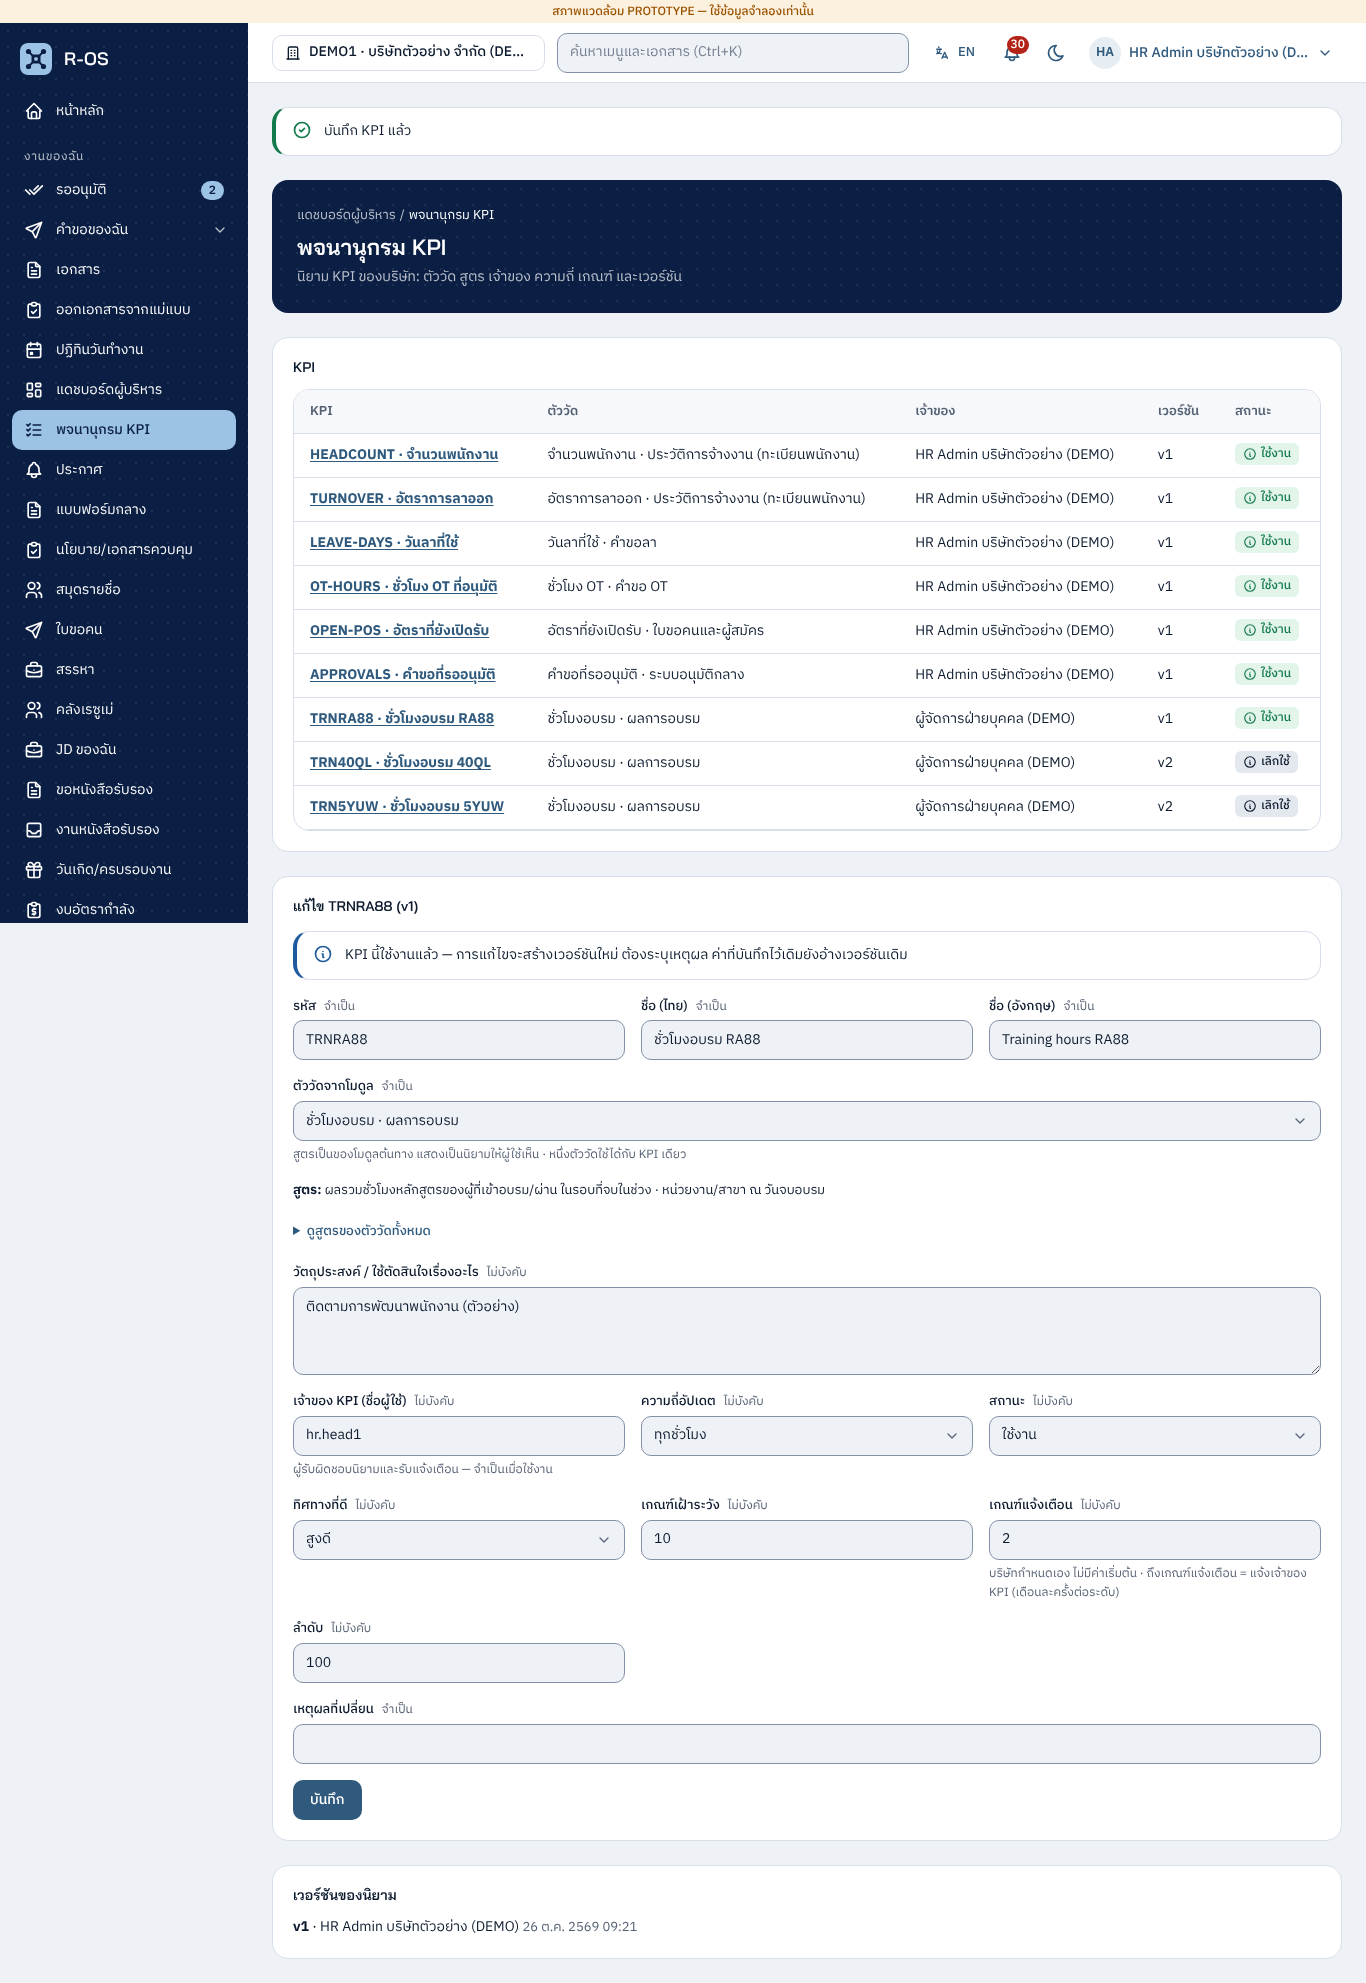 สภาพแวดล้อม PROTOTYPE — ใช้ข้อมูลจำลองเท่านั้น
R-OS
หน้าหลัก
งานของฉัน
รออนุมัติ 2
คำขอของฉัน
เอกสาร
ออกเอกสารจากแม่แบบ
ปฏิทินวันทำงาน
แดชบอร์ดผู้บริหาร
พจนานุกรม KPI
ประกาศ
แบบฟอร์มกลาง
นโยบาย/เอกสารควบคุม
สมุดรายชื่อ
ใบขอคน
สรรหา
คลังเรซูเม่
JD ของฉัน
ขอหนังสือรับรอง
งานหนังสือรับรอง
วันเกิด/ครบรอบงาน
งบอัตรากำลัง
DEMO1 · บริษัทตัวอย่าง จำกัด (DE...
ค้นหาเมนูและเอกสาร (Ctrl+K)
EN
30
HA HR Admin บริษัทตัวอย่าง (D...
บันทึก KPI แล้ว
แดชบอร์ดผู้บริหาร / พจนานุกรม KPI
พจนานุกรม KPI
นิยาม KPI ของบริษัท: ตัววัด สูตร เจ้าของ ความถี่ เกณฑ์ และเวอร์ชัน
KPI
KPI ตัววัด เจ้าของ เวอร์ชัน สถานะ
HEADCOUNT · จำนวนพนักงาน จำนวนพนักงาน · ประวัติการจ้างงาน (ทะเบียนพนักงาน) HR Admin บริษัทตัวอย่าง (DEMO) v1 ใช้งาน
TURNOVER · อัตราการลาออก อัตราการลาออก · ประวัติการจ้างงาน (ทะเบียนพนักงาน) HR Admin บริษัทตัวอย่าง (DEMO) v1 ใช้งาน
LEAVE-DAYS · วันลาที่ใช้ วันลาที่ใช้ · คำขอลา HR Admin บริษัทตัวอย่าง (DEMO) v1 ใช้งาน
OT-HOURS · ชั่วโมง OT ที่อนุมัติ ชั่วโมง OT · คำขอ OT HR Admin บริษัทตัวอย่าง (DEMO) v1 ใช้งาน
OPEN-POS · อัตราที่ยังเปิดรับ อัตราที่ยังเปิดรับ · ใบขอคนและผู้สมัคร HR Admin บริษัทตัวอย่าง (DEMO) v1 ใช้งาน
APPROVALS · คำขอที่รออนุมัติ คำขอที่รออนุมัติ · ระบบอนุมัติกลาง HR Admin บริษัทตัวอย่าง (DEMO) v1 ใช้งาน
TRNRA88 · ชั่วโมงอบรม RA88 ชั่วโมงอบรม · ผลการอบรม ผู้จัดการฝ่ายบุคคล (DEMO) v1 ใช้งาน
TRN40QL · ชั่วโมงอบรม 40QL ชั่วโมงอบรม · ผลการอบรม ผู้จัดการฝ่ายบุคคล (DEMO) v2 เลิกใช้
TRN5YUW · ชั่วโมงอบรม 5YUW ชั่วโมงอบรม · ผลการอบรม ผู้จัดการฝ่ายบุคคล (DEMO) v2 เลิกใช้
แก้ไข TRNRA88 (v1)
KPI นี้ใช้งานแล้ว — การแก้ไขจะสร้างเวอร์ชันใหม่ ต้องระบุเหตุผล ค่าที่บันทึกไว้เดิมยังอ้างเวอร์ชันเดิม
รหัส จำเป็น ชื่อ (ไทย) จำเป็น ชื่อ (อังกฤษ) จำเป็น
TRNRA88 ชั่วโมงอบรม RA88 Training hours RA88
ตัววัดจากโมดูล จำเป็น
ชั่วโมงอบรม · ผลการอบรม
สูตรเป็นของโมดูลต้นทาง แสดงเป็นนิยามให้ผู้ใช้เห็น · หนึ่งตัววัดใช้ได้กับ KPI เดียว
สูตร: ผลรวมชั่วโมงหลักสูตรของผู้ที่เข้าอบรม/ผ่าน ในรอบที่จบในช่วง · หน่วยงาน/สาขา ณ วันจบอบรม
ดูสูตรของตัววัดทั้งหมด
วัตถุประสงค์ / ใช้ตัดสินใจเรื่องอะไร ไม่บังคับ
ติดตามการพัฒนาพนักงาน (ตัวอย่าง)
เจ้าของ KPI (ชื่อผู้ใช้) ไม่บังคับ ความถี่อัปเดต ไม่บังคับ สถานะ ไม่บังคับ
hr.head1 ทุกชั่วโมง ใช้งาน
ผู้รับผิดชอบนิยามและรับแจ้งเตือน — จำเป็นเมื่อใช้งาน
ทิศทางที่ดี ไม่บังคับ เกณฑ์เฝ้าระวัง ไม่บังคับ เกณฑ์แจ้งเตือน ไม่บังคับ
สูงดี 10 2
บริษัทกำหนดเอง ไม่มีค่าเริ่มต้น · ถึงเกณฑ์แจ้งเตือน = แจ้งเจ้าของ
KPI (เดือนละครั้งต่อระดับ)
ลำดับ ไม่บังคับ
100
เหตุผลที่เปลี่ยน จำเป็น
บันทึก
เวอร์ชันของนิยาม
v1 · HR Admin บริษัทตัวอย่าง (DEMO) 26 ต.ค. 2569 09:21